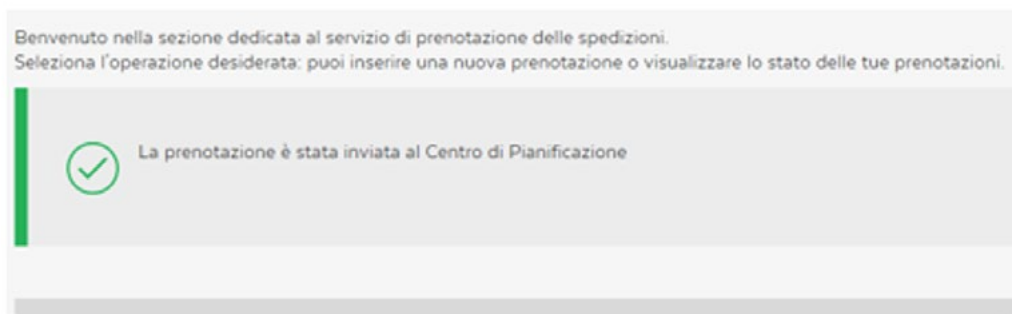 Benvenuto nella sezione dedicata al servizio di prenotazione delle spedizioni.
Seleziona l'operazione desiderata: puoi inserire una nuova prenotazione o visualizzare lo stato delle tue prenotazioni.
La prenotazione è stata inviata al Centro di Pianificazione